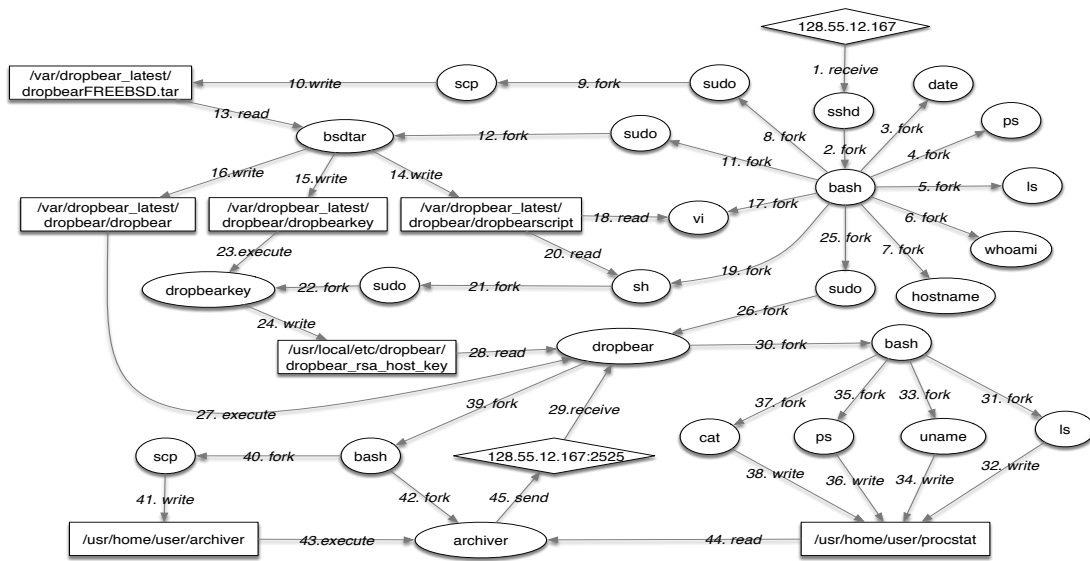 128.55.12.167
/var/dropbear_latest/
dropbearFREEBSD.tar
10.write
scp
9. fork
sudo
1. receive
date
sshd
3. fork
ps
13. read
bsdtar
12. fork
sudo
8. fork
2. fork
4. fork
11. fork
16.write
15.write
14.write
bash
5. fork
ls
/var/dropbear_latest/
dropbear/dropbear
/var/dropbear_latest/
dropbear/dropbearkey
/var/dropbear_latest/
dropbear/dropbearscript
18. read
vi
17. fork
6. fork
whoami
25. fork
7. fork
23.execute
20. read
19. fork
dropbearkey
22. fork
sudo
21. fork
sh
sudo
hostname
24. write
26. fork
/usr/local/etc/dropbear/
dropbear_rsa_host_key
28. read
dropbear
30. fork
bash
27. execute
39. fork
29.receive
37. fork
35. fork
33. fork
31. fork
scp
40. fork
bash
128.55.12.167:2525
cat
ps
uname
ls
41. write
42. fork
45. send
38. write
36. write
34. write
32. write
/usr/home/user/archiver
43.execute
archiver
44. read
/usr/home/user/procstat